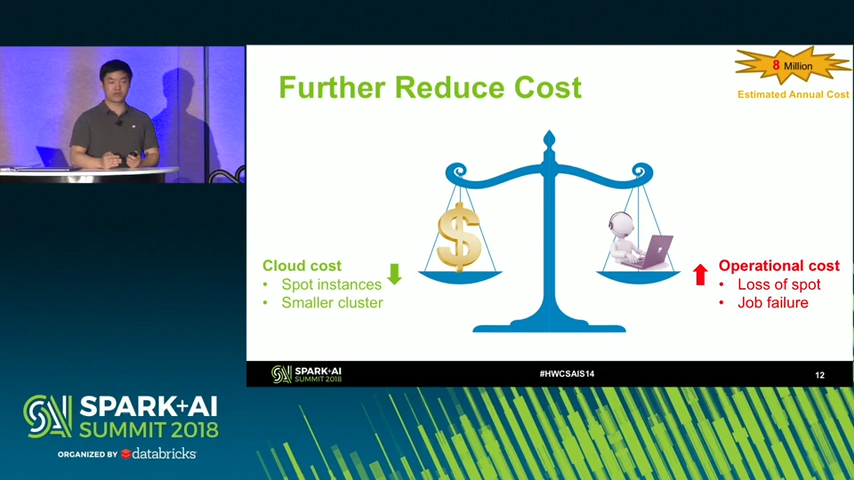 8 Million
Estimated Annual Cost
Further Reduce Cost
$
Cloud cost
• Spot instances
• Smaller cluster
Operational cost
• Loss of spot
• Job failure
SPARK+AI
SUMMIT 2018
#HWCSAIS14
12
SPARK+AI
SUMMIT 2018
ORGANIZED BY databricks